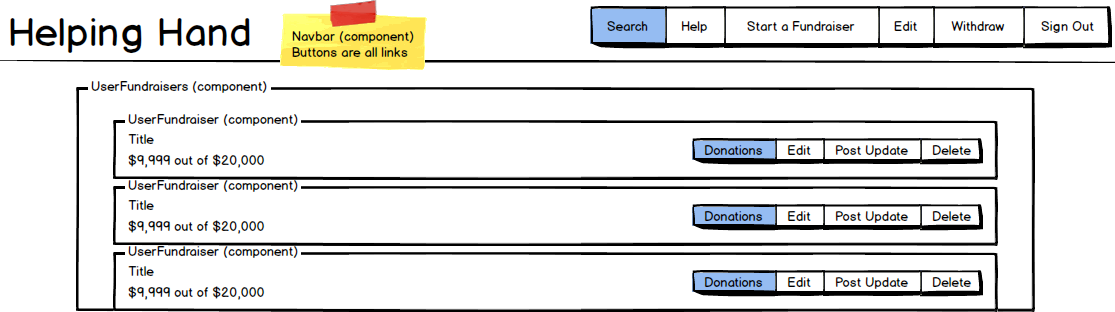 Helping Hand
Navbar (component)
Buttons are all links
Search Help Start a Fundraiser Edit Withdraw Sign Out
UserFundraisers (component)
UserFundraiser (component)
Title
$9,999 out of $20,000
Donations Edit Post Update Delete
UserFundraiser (component)
Title
$9,999 out of $20,000
Donations Edit Post Update Delete
UserFundraiser (component)
Title
$9,999 out of $20,000
Donations Edit Post Update Delete